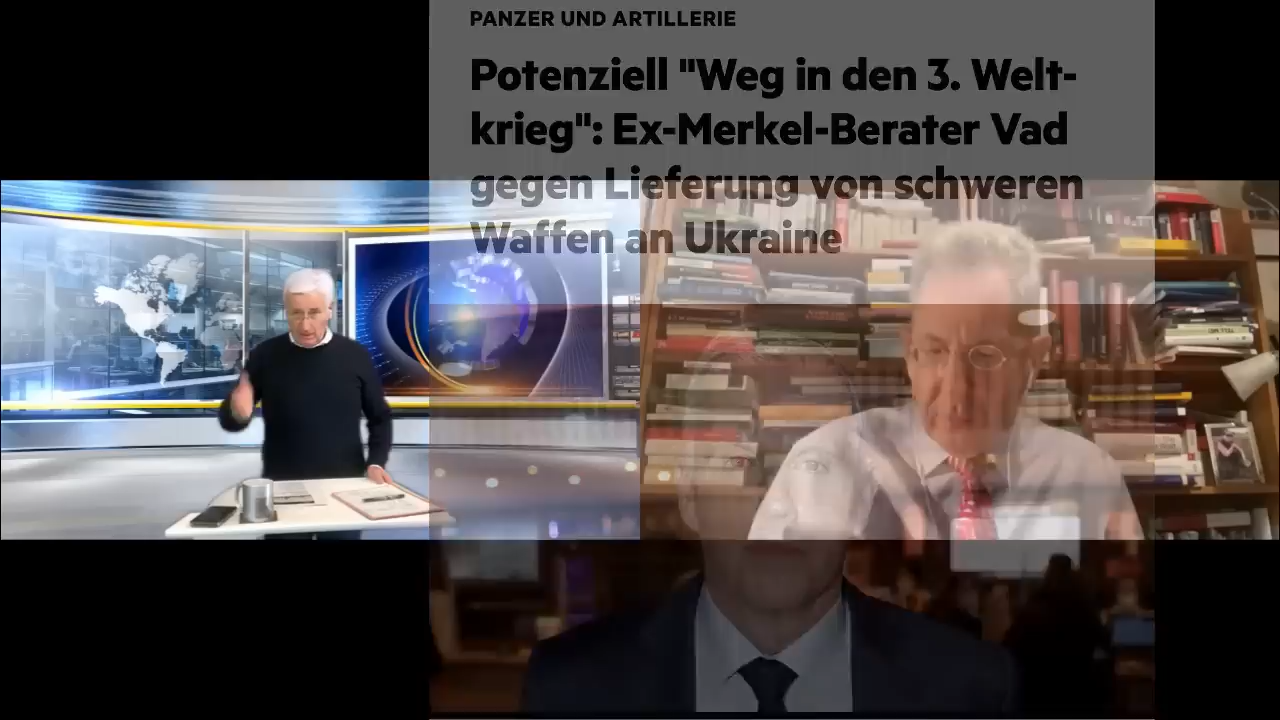 PANZER UND ARTILLERIE
Potenziell "Weg in den 3. Welt-
krieg": Ex-Merkel-Berater Vad
gegen Lieferung von schweren
Waffen an Ukraine